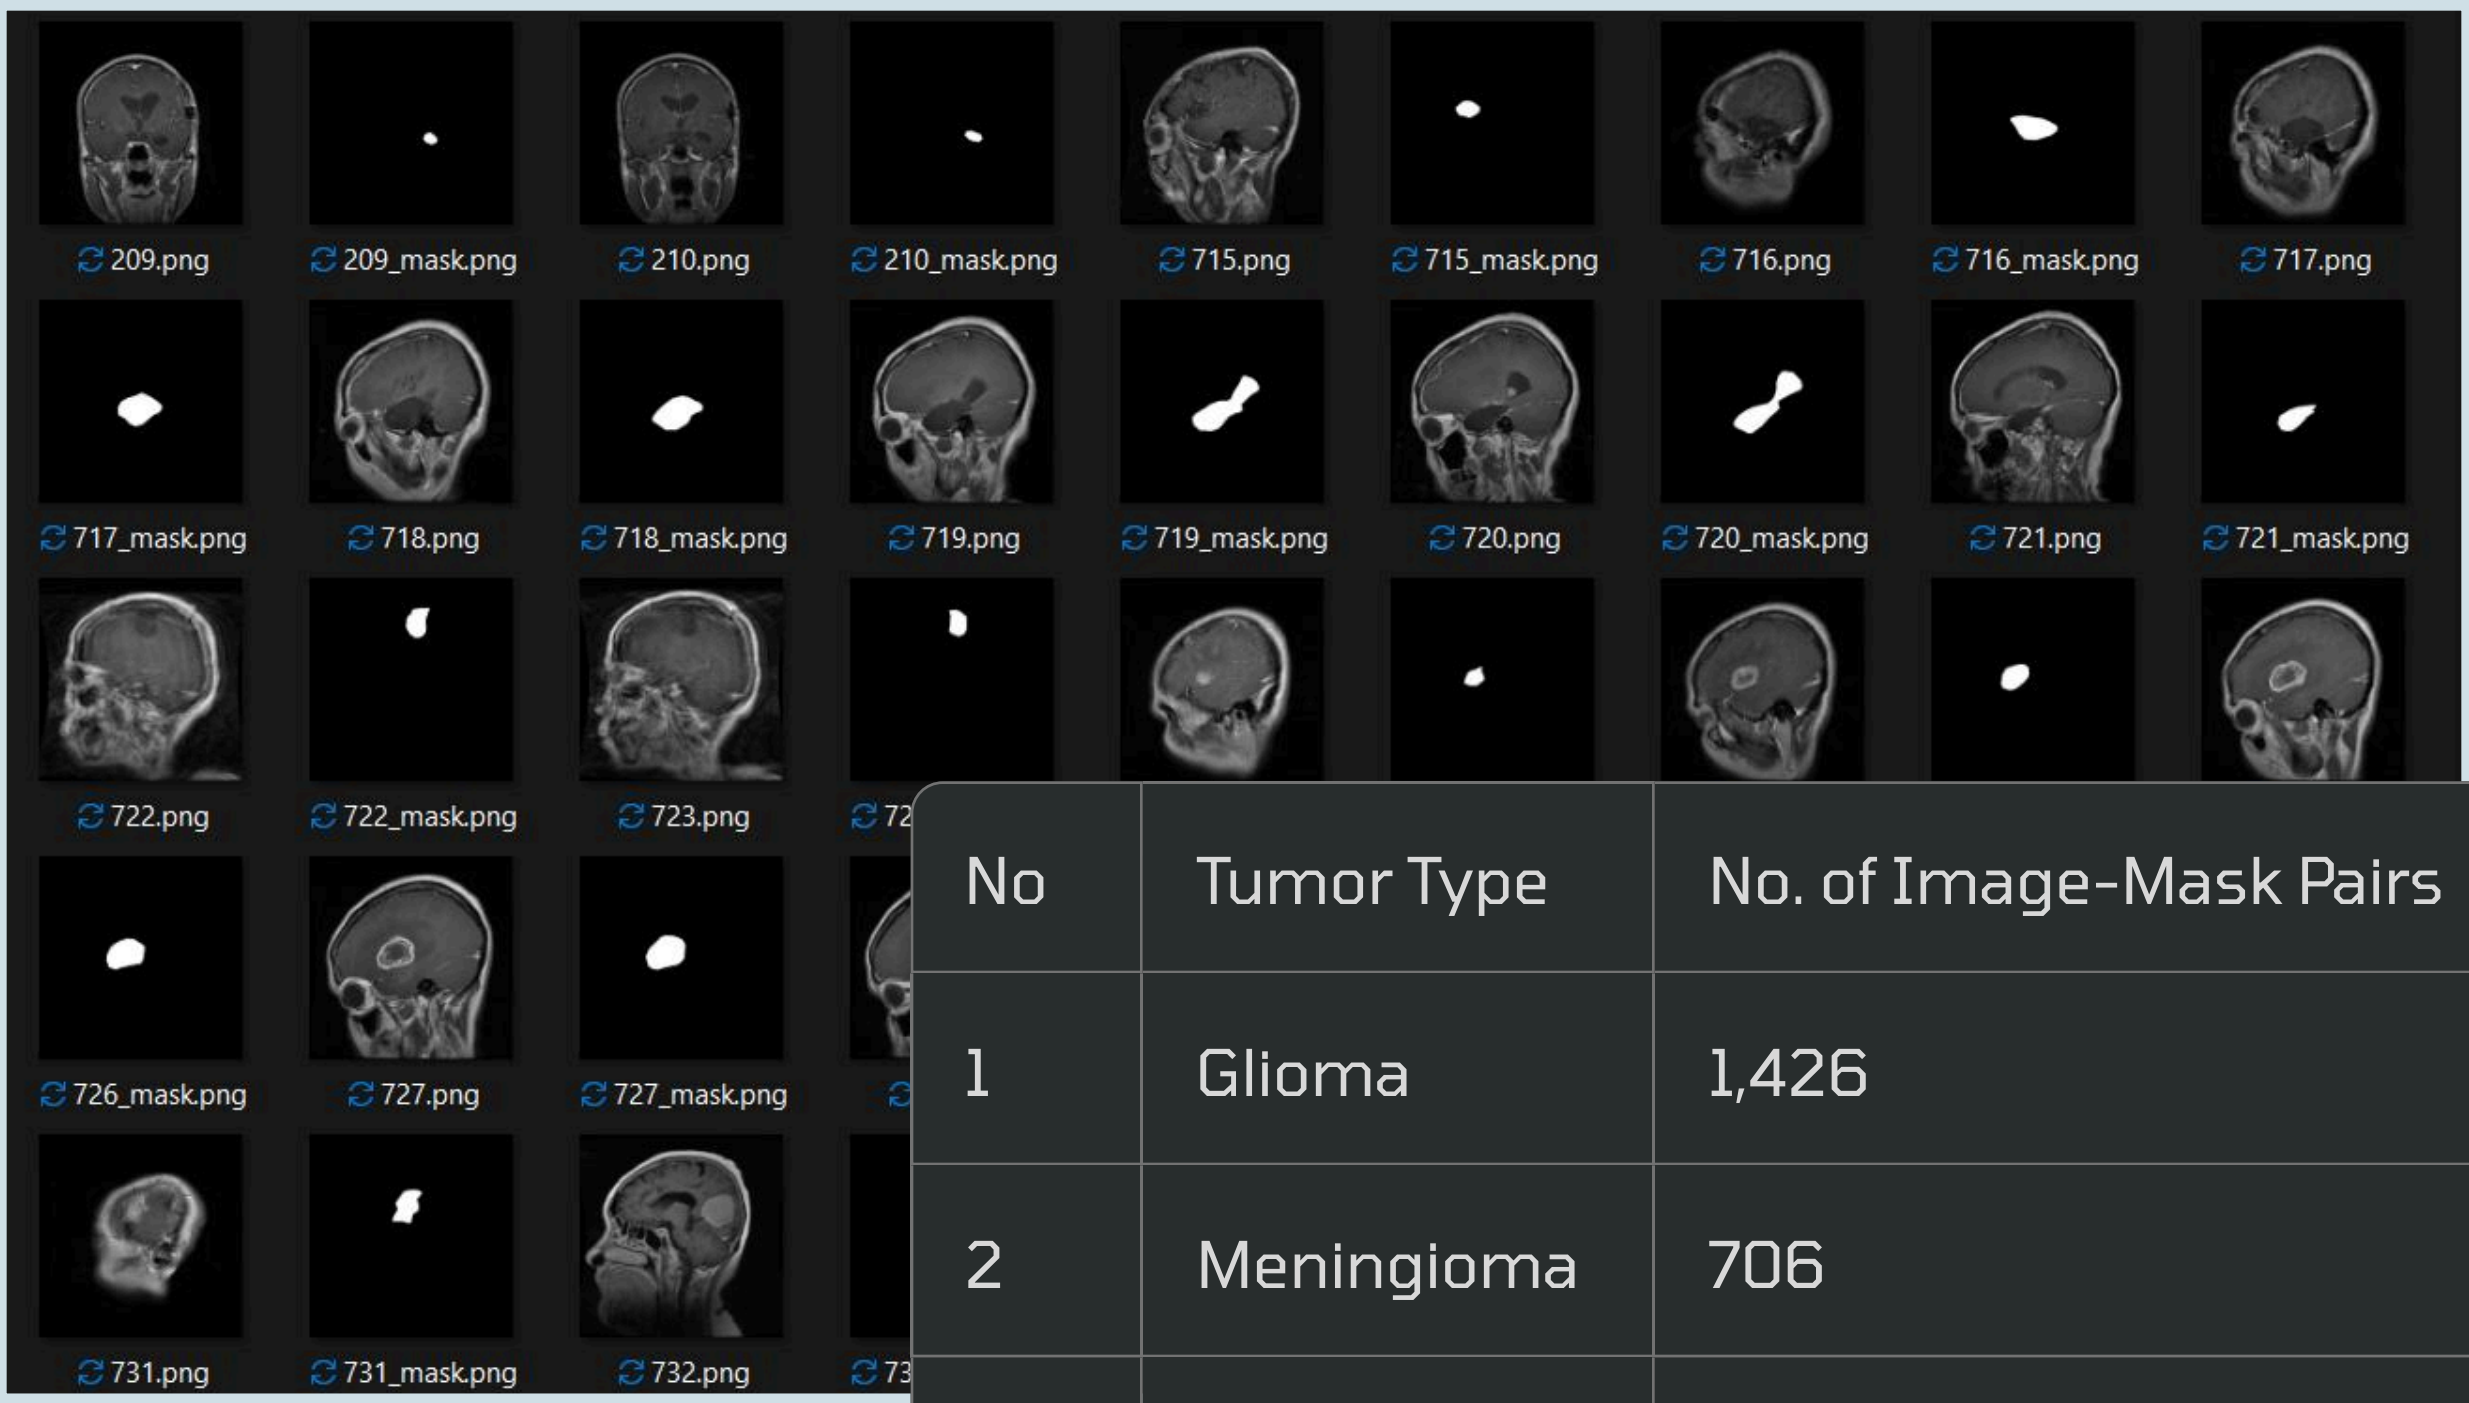 209.png 209_mask.png 210.png 210_mask.png 715.png 715_mask.png 716.png 716_mask.png 717.png
717_mask.png 718.png 718_mask.png 719.png 719_mask.png 720.png 720_mask.png 721.png 721_mask.png
722.png 722_mask.png 723.png 72
726_mask.png 727.png 727_mask.png
731.png 731_mask.png 732.png 73
No Tumor Type No. of Image-Mask Pairs
1 Glioma 1,426
2 Meningioma 706